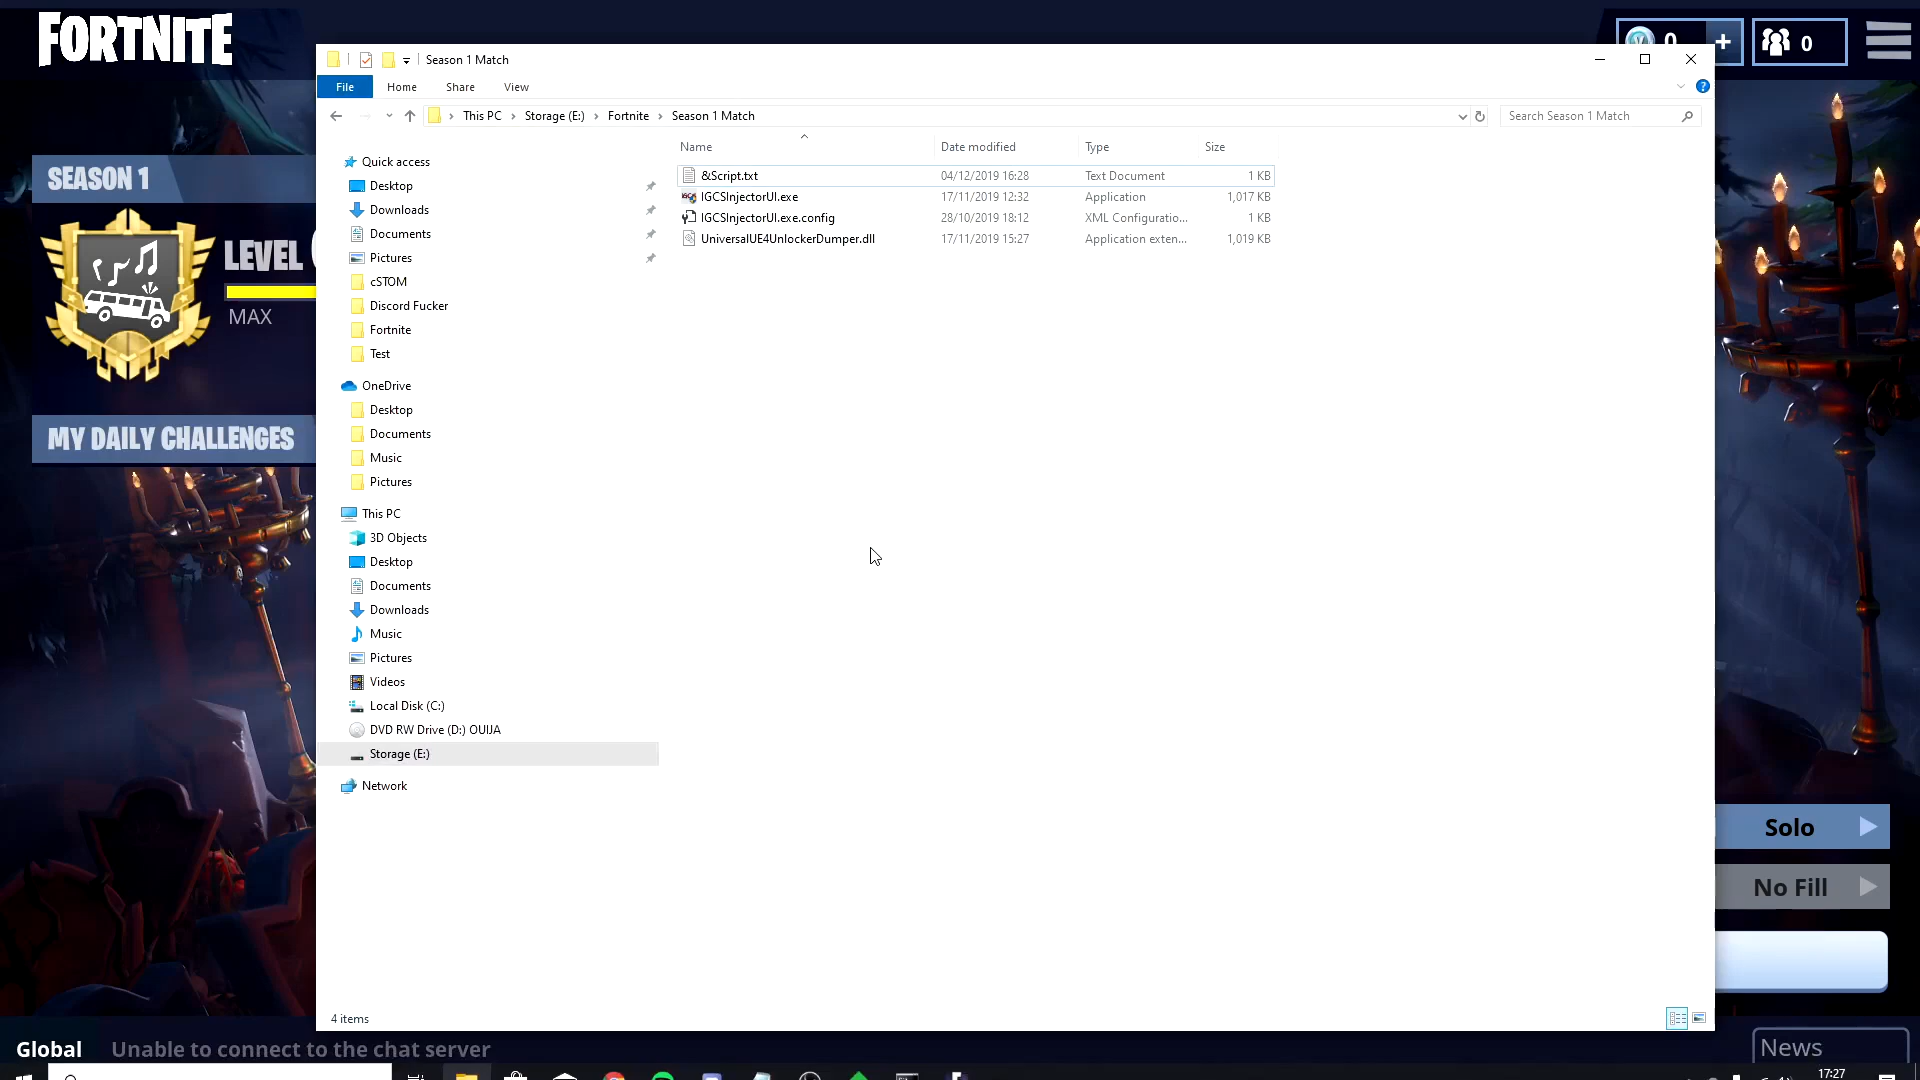 FORTNITE
0
+
0
Season 1 Match
File
Home
Share
View
?
This PC
Storage (E:)
Fortnite
Season 1 Match
Search Season 1 Match
Name
Date modified
Type
Size
&Script.txt
04/12/2019 16:28
Text Document
1 KB
IGCSInjectorUI.exe
17/11/2019 12:32
Application
1,017 KB
IGCSInjectorUI.exe.config
28/10/2019 18:12
XML Configuratio...
1 KB
UniversalUE4UnlockerDumper.dll
17/11/2019 15:27
Application exten...
1,019 KB
Quick access
Desktop
Downloads
Documents
Pictures
cSTOM
Discord Fucker
Fortnite
Test
OneDrive
Desktop
Documents
Music
Pictures
This PC
3D Objects
Desktop
Documents
Downloads
Music
Pictures
Videos
Local Disk (C:)
DVD RW Drive (D:) OUIJA
Storage (E:)
Network
4 items
SEASON 1
LEVEL
MAX
MY DAILY CHALLENGES
Solo
No Fill
Global
Unable to connect to the chat server
News
17:27